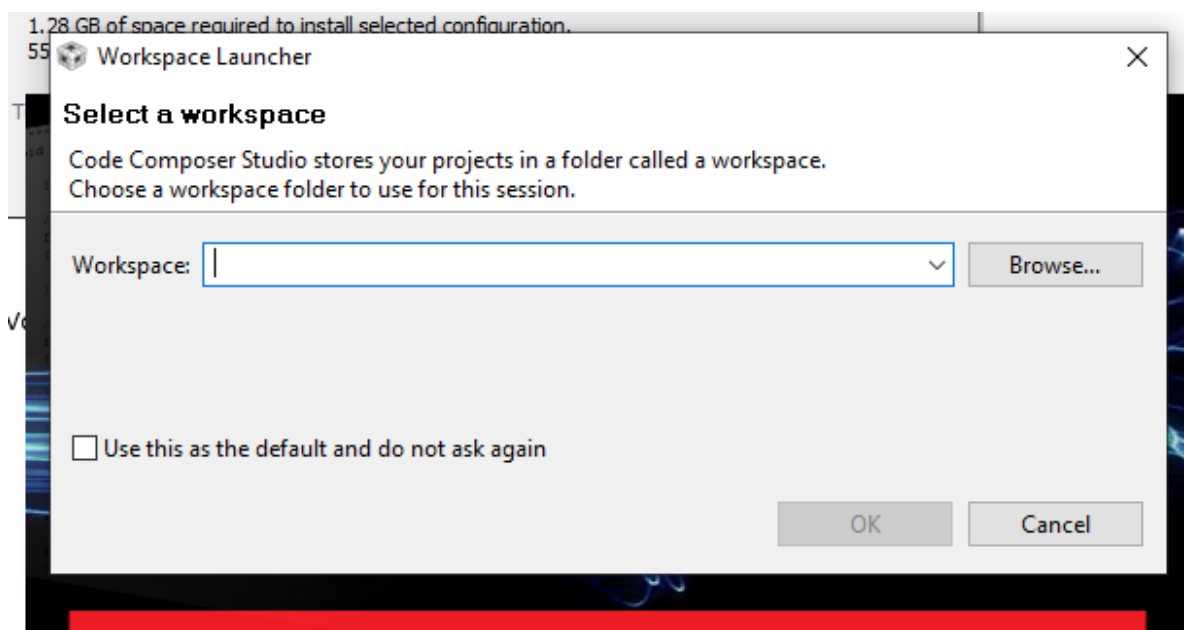 1.28 GB of space required to install selected configuration.
55
Workspace Launcher
T
Select a workspace
Code Composer Studio stores your projects in a folder called a workspace.
Choose a workspace folder to use for this session.
Workspace:
Browse...
Use this as the default and do not ask again
OK
Cancel